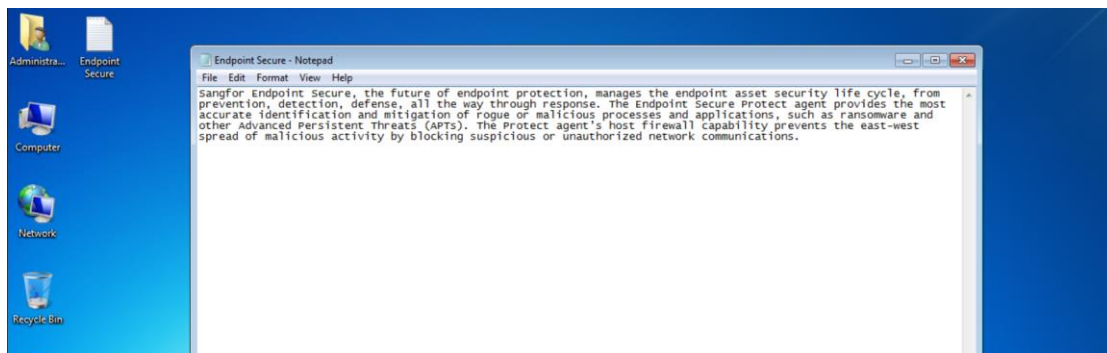 Administra...
Endpoint
Secure
Computer
Network
Recycle Bin
Endpoint Secure - Notepad
File Edit Format View Help
Sangfor Endpoint Secure, the future of endpoint protection, manages the endpoint asset security life cycle, from
prevention, detection, defense, all the way through response. The Endpoint Secure Protect agent provides the most
accurate identification and mitigation of rogue or malicious processes and applications, such as ransomware and
other Advanced Persistent Threats (APTs). The Protect agent's host firewall capability prevents the east-west
spread of malicious activity by blocking suspicious or unauthorized network communications.